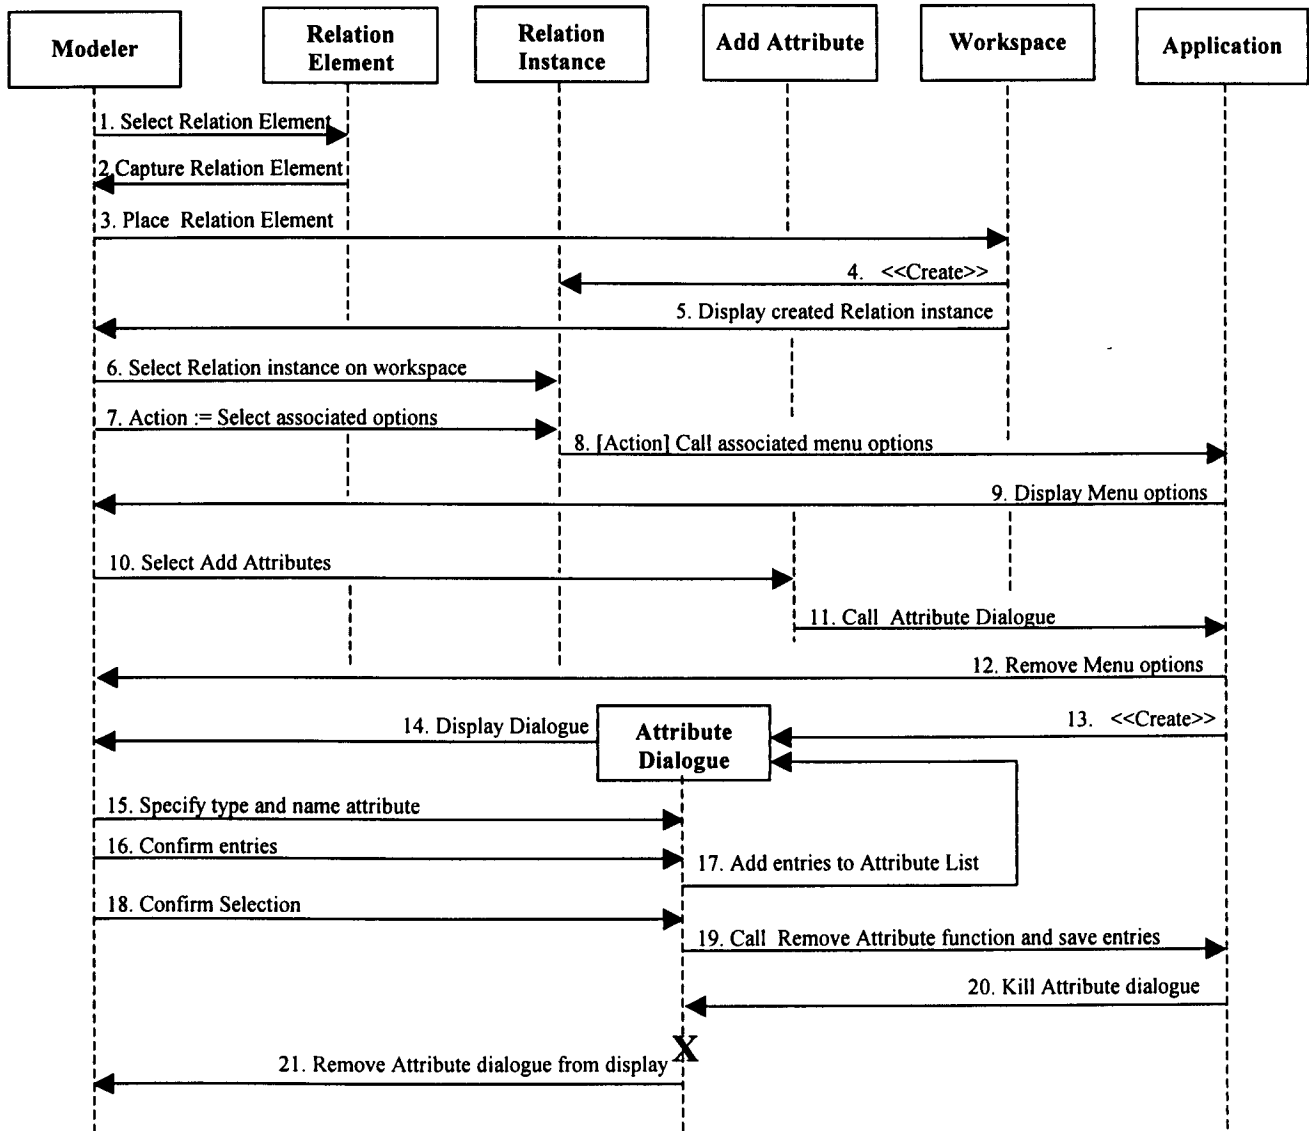 Modeler
Relation
Element
Relation
Instance
Add Attribute
Workspace
Application
1. Select Relation Element
2.Capture Relation Element
3. Place Relation Element
4. <<Create>>
5. Display created Relation instance
6. Select Relation instance on workspace
7. Action := Select associated options
8. [Action] Call associated menu options
9. Display Menu options
10. Select Add Attributes
11. Call Attribute Dialogue
12. Remove Menu options
13. <<Create>>
14. Display Dialogue
Attribute
Dialogue
15. Specify type and name attribute
16. Confirm entries
17. Add entries to Attribute List
18. Confirm Selection
19. Call Remove Attribute function and save entries
20. Kill Attribute dialogue
X
21. Remove Attribute dialogue from display